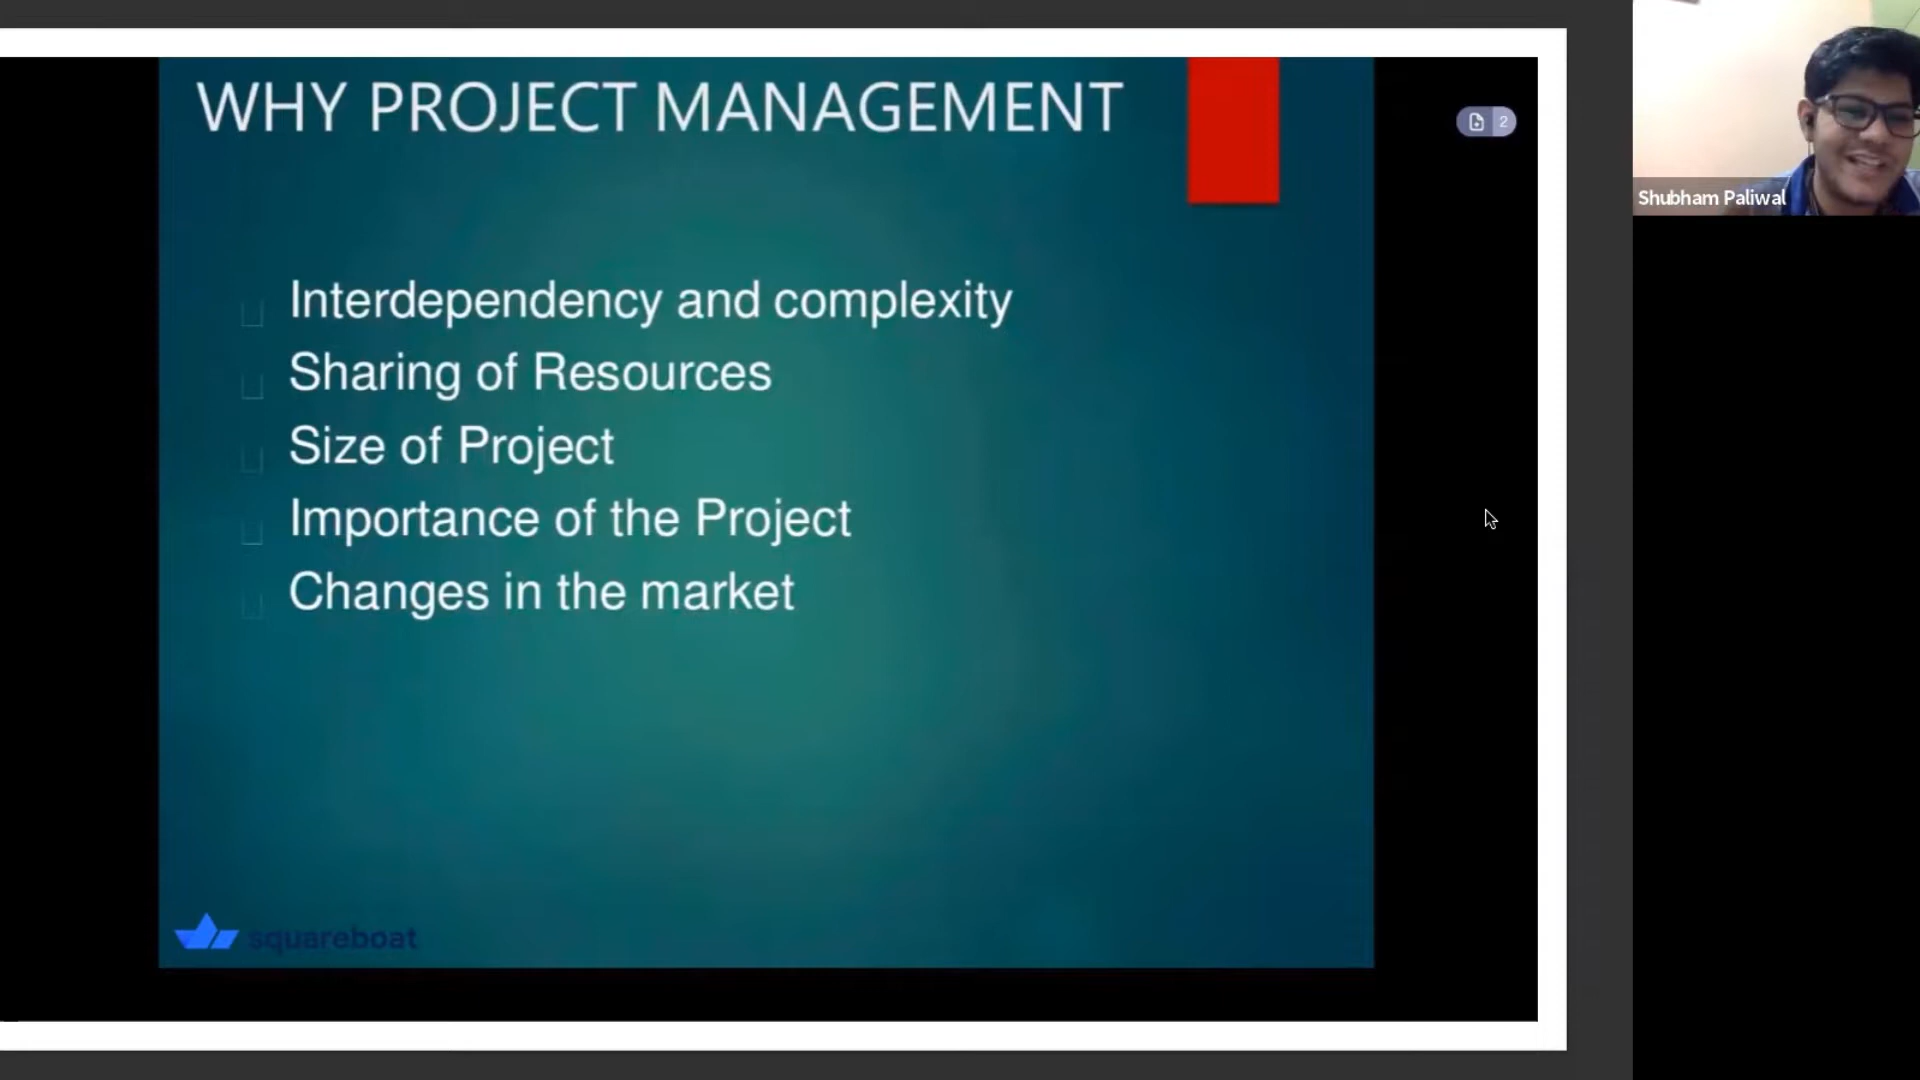 WHY PROJECT MANAGEMENT
2
Shubham Paliwal
Interdependency and complexity
Sharing of Resources
Size of Project
Importance of the Project
Changes in the market
squareboat